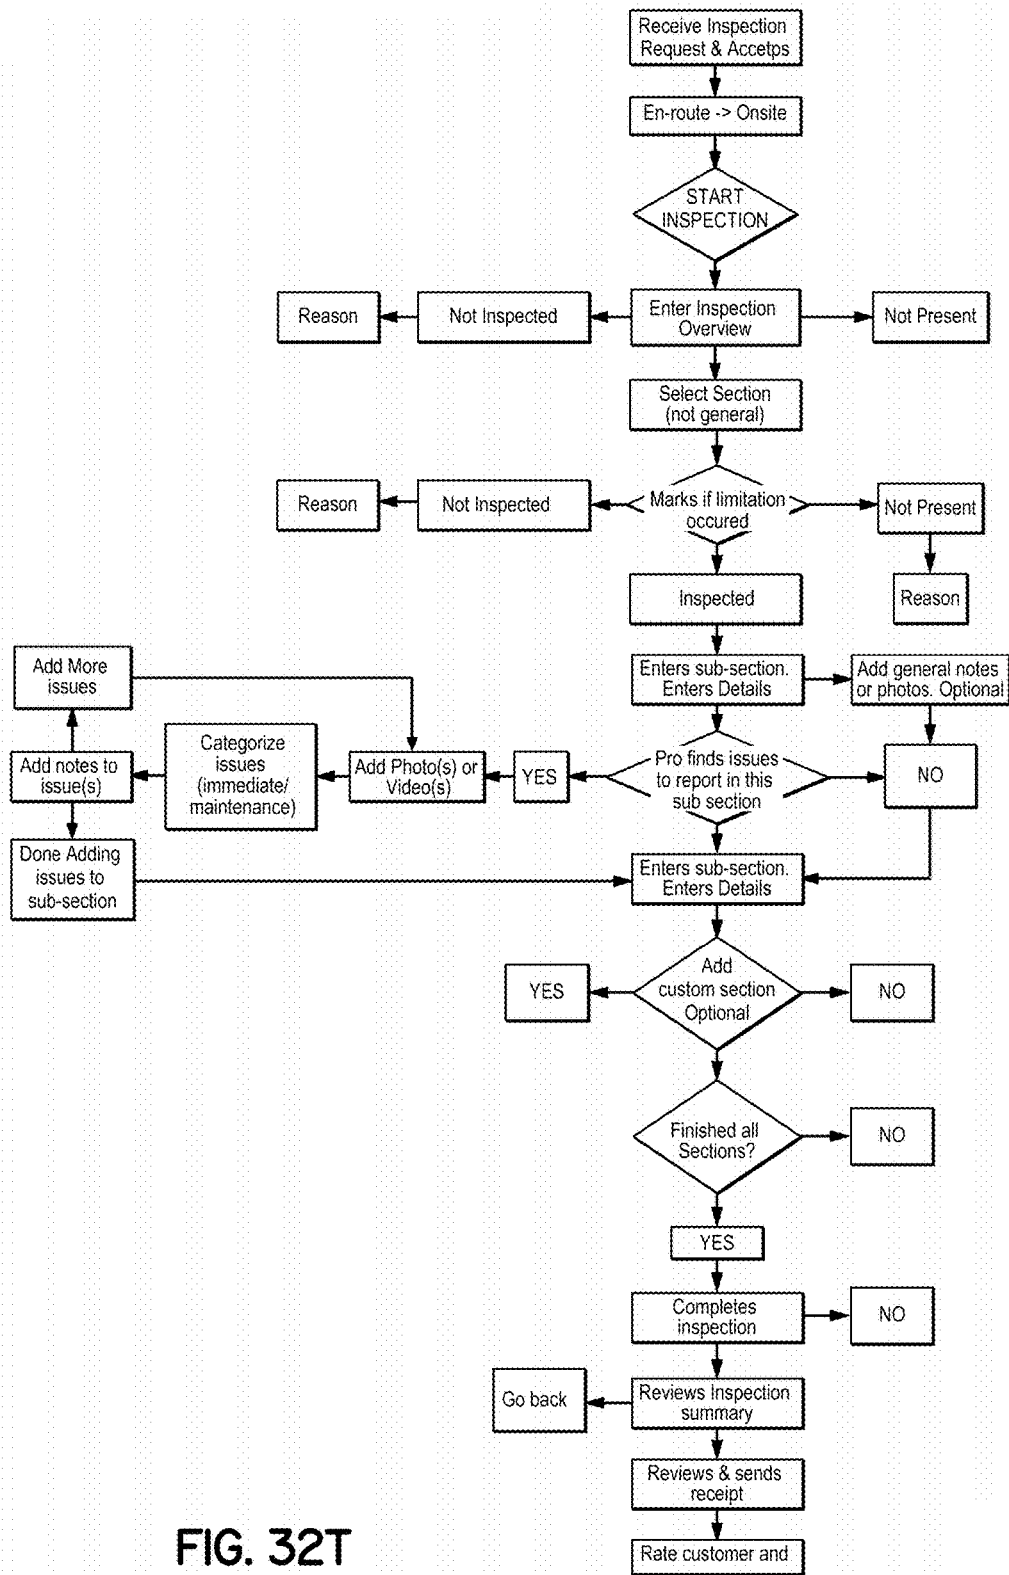 Receive Inspection
Request & Accetps
En-route -> Onsite
START
INSPECTION
Reason
Not Inspected
Enter Inspection
Overview
Not Present
Select Section
(not general)
Reason
Not Inspected
Marks if limitation
occured
Not Present
Inspected
Reason
Add More
issues
Enters sub-section.
Enters Details
Add general notes
or photos. Optional
Add notes to
issue(s)
Categorize
issues
(immediate/
maintenance)
Add Photo(s) or
Video(s)
YES
Pro finds issues
to report in this
sub section
NO
Done Adding
issues to
sub-section
Enters sub-section.
Enters Details
YES
Add
custom section
Optional
NO
Finished all
Sections?
NO
YES
Completes
inspection
NO
Go back
Reviews Inspection
summary
Reviews & sends
receipt
Rate customer and
FIG. 32T